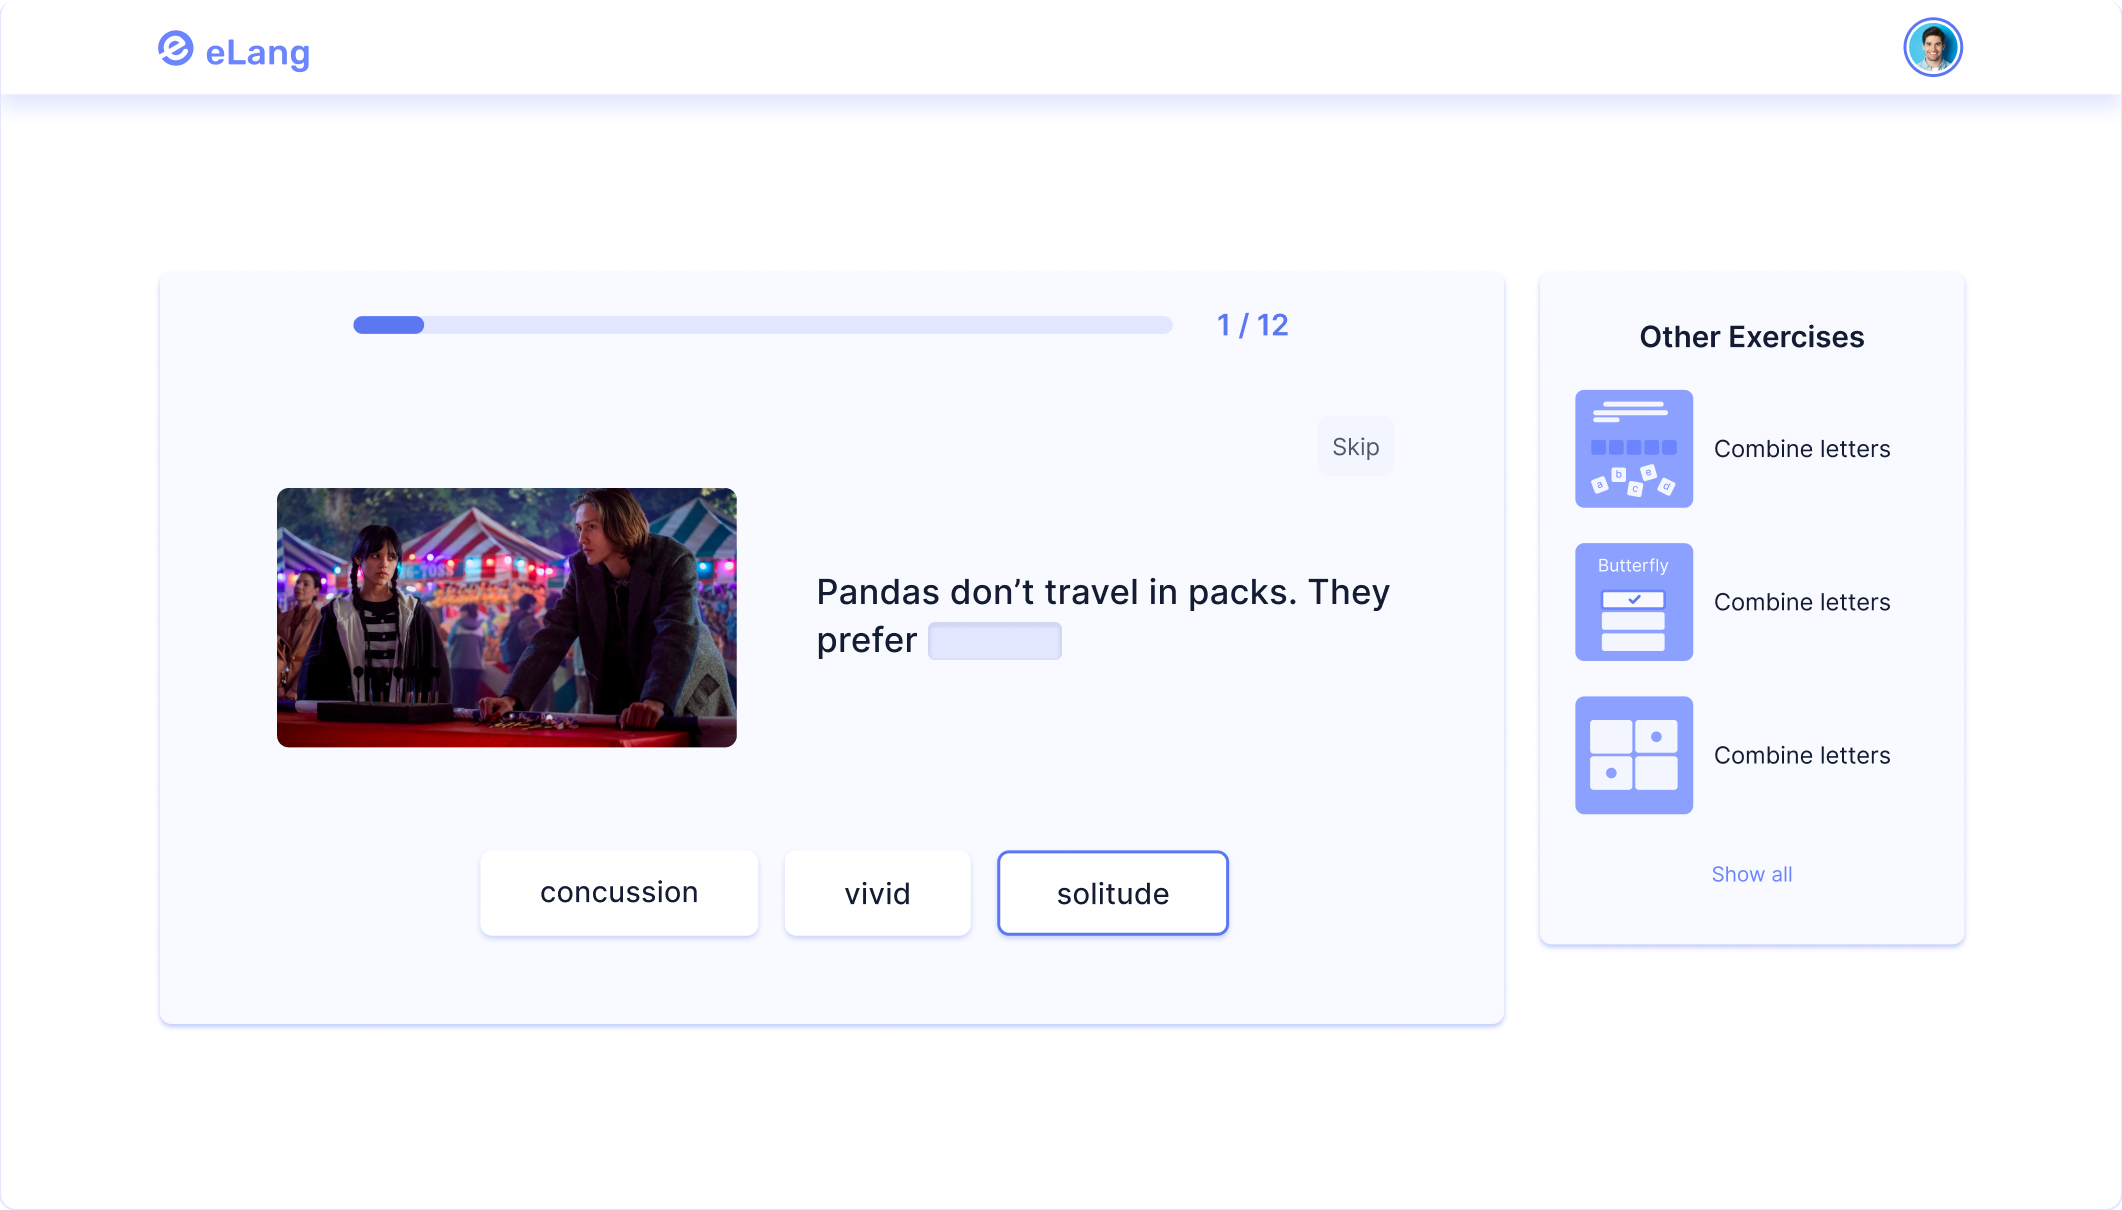 eLang
1 / 12
Skip
Pandas don’t travel in packs. They
prefer
concussion
vivid
solitude
Other Exercises
a b c e d
Combine letters
Butterfly
Combine letters
Combine letters
Show all